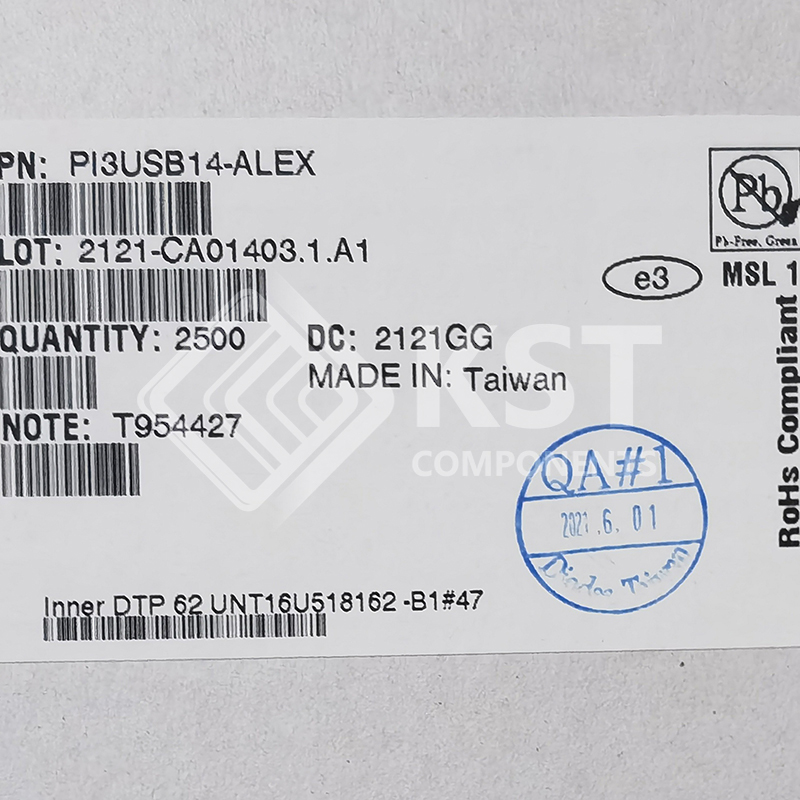 PN: PI3USB14-ALEX
Pb
Pb-Free, Green
LOT: 2121-CA01403.1.A1
e3 MSL 1
QUANTITY: 2500 DC: 2121GG
MADE IN: Taiwan
RoHs Compliant
KST
COMPONENTS
NOTE: T954427
QA#1
2021.6.01
Diodes Taiwan
Inner DTP 62 UNT16U518162 -B1#47